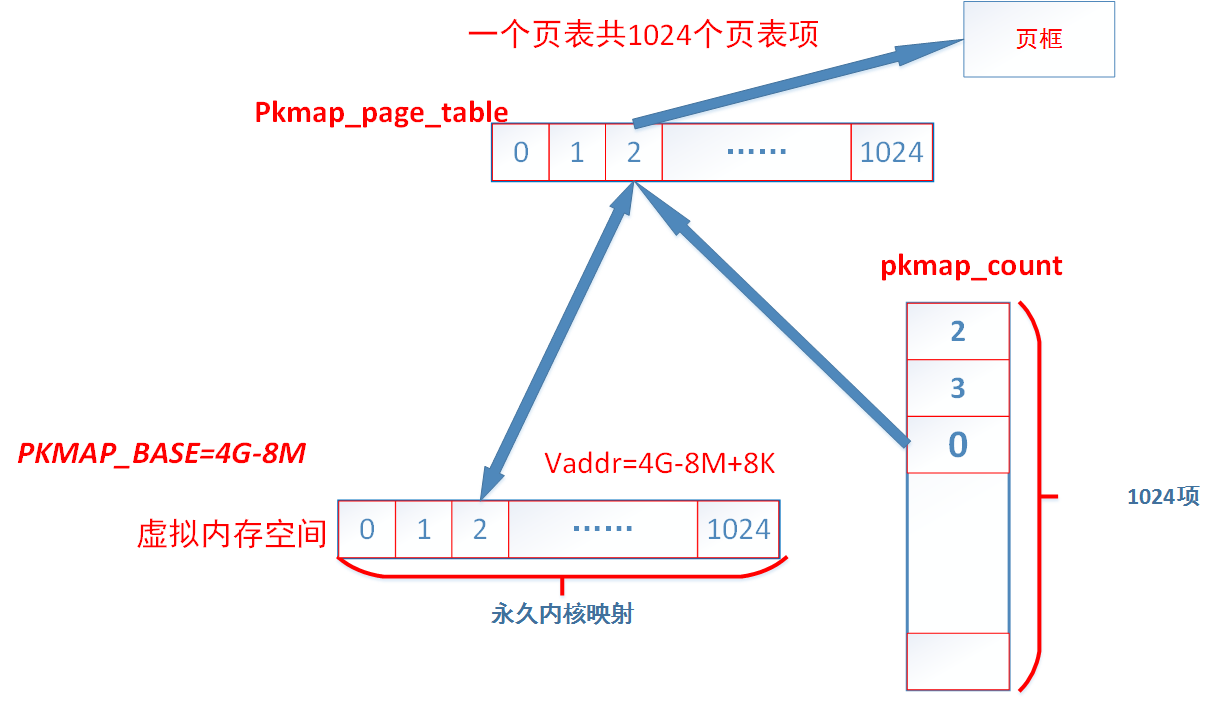 一个页表共1024个页表项
页框
Pkmap_page_table
0 1 2 …… 1024
pkmap_count
2
3
0
1024项
PKMAP_BASE=4G-8M
Vaddr=4G-8M+8K
虚拟内存空间
0 1 2 …… 1024
永久内核映射